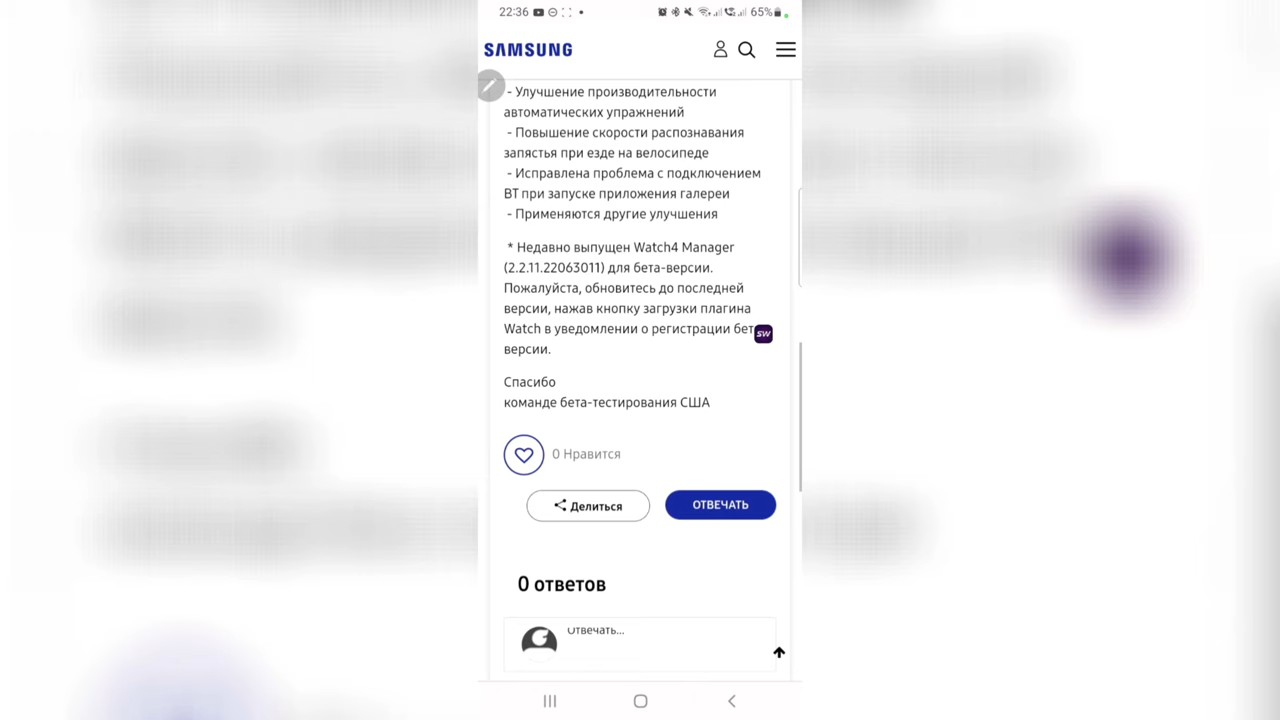 22:36
65%
SAMSUNG
- Улучшение производительности
автоматических упражнений
- Повышение скорости распознавания
запястья при езде на велосипеде
- Исправлена проблема с подключением
BT при запуске приложения галереи
- Применяются другие улучшения
* Недавно выпущен Watch4 Manager
(2.2.11.22063011) для бета-версии.
Пожалуйста, обновитесь до последней
версии, нажав кнопку загрузки плагина
Watch в уведомлении о регистрации бет
sw
версии.
Спасибо
команде бета-тестирования США
0 Нравится
Делиться
ОТВЕЧАТЬ
0 ответов
Отвечать...